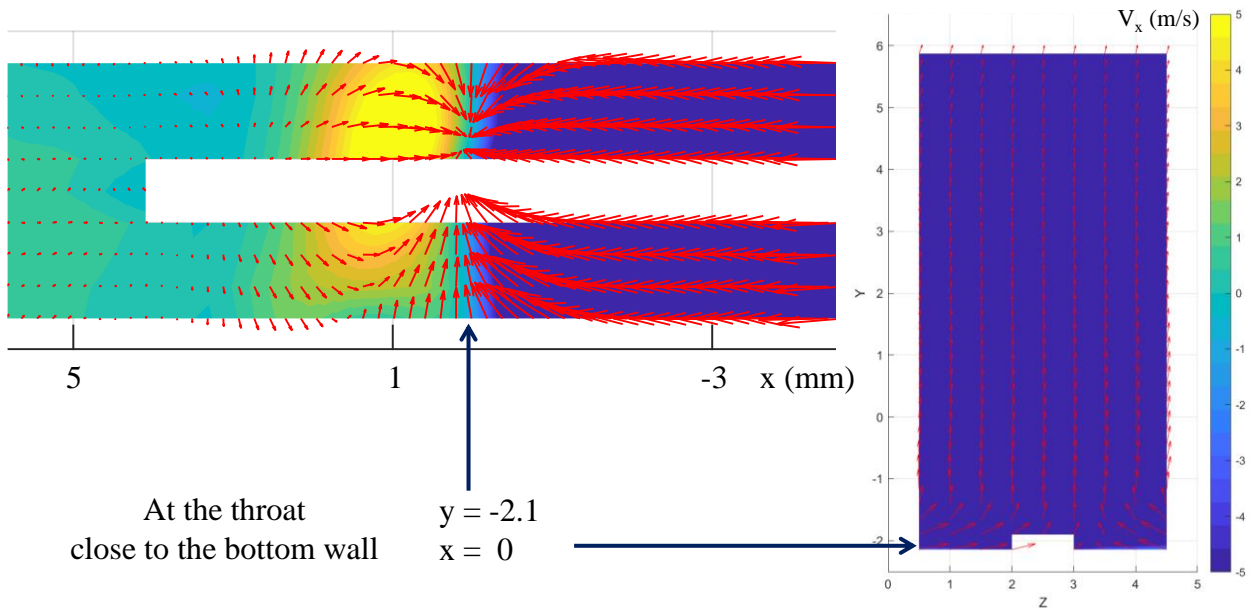 V_x (m/s)
6
5
4
3
2
1
0
-1
-2
Y
0 1 2 3 4 5
Z
5
4
3
2
1
0
-1
-2
-3
-4
-5
5 1 -3 x (mm)
At the throat y = -2.1
close to the bottom wall x = 0